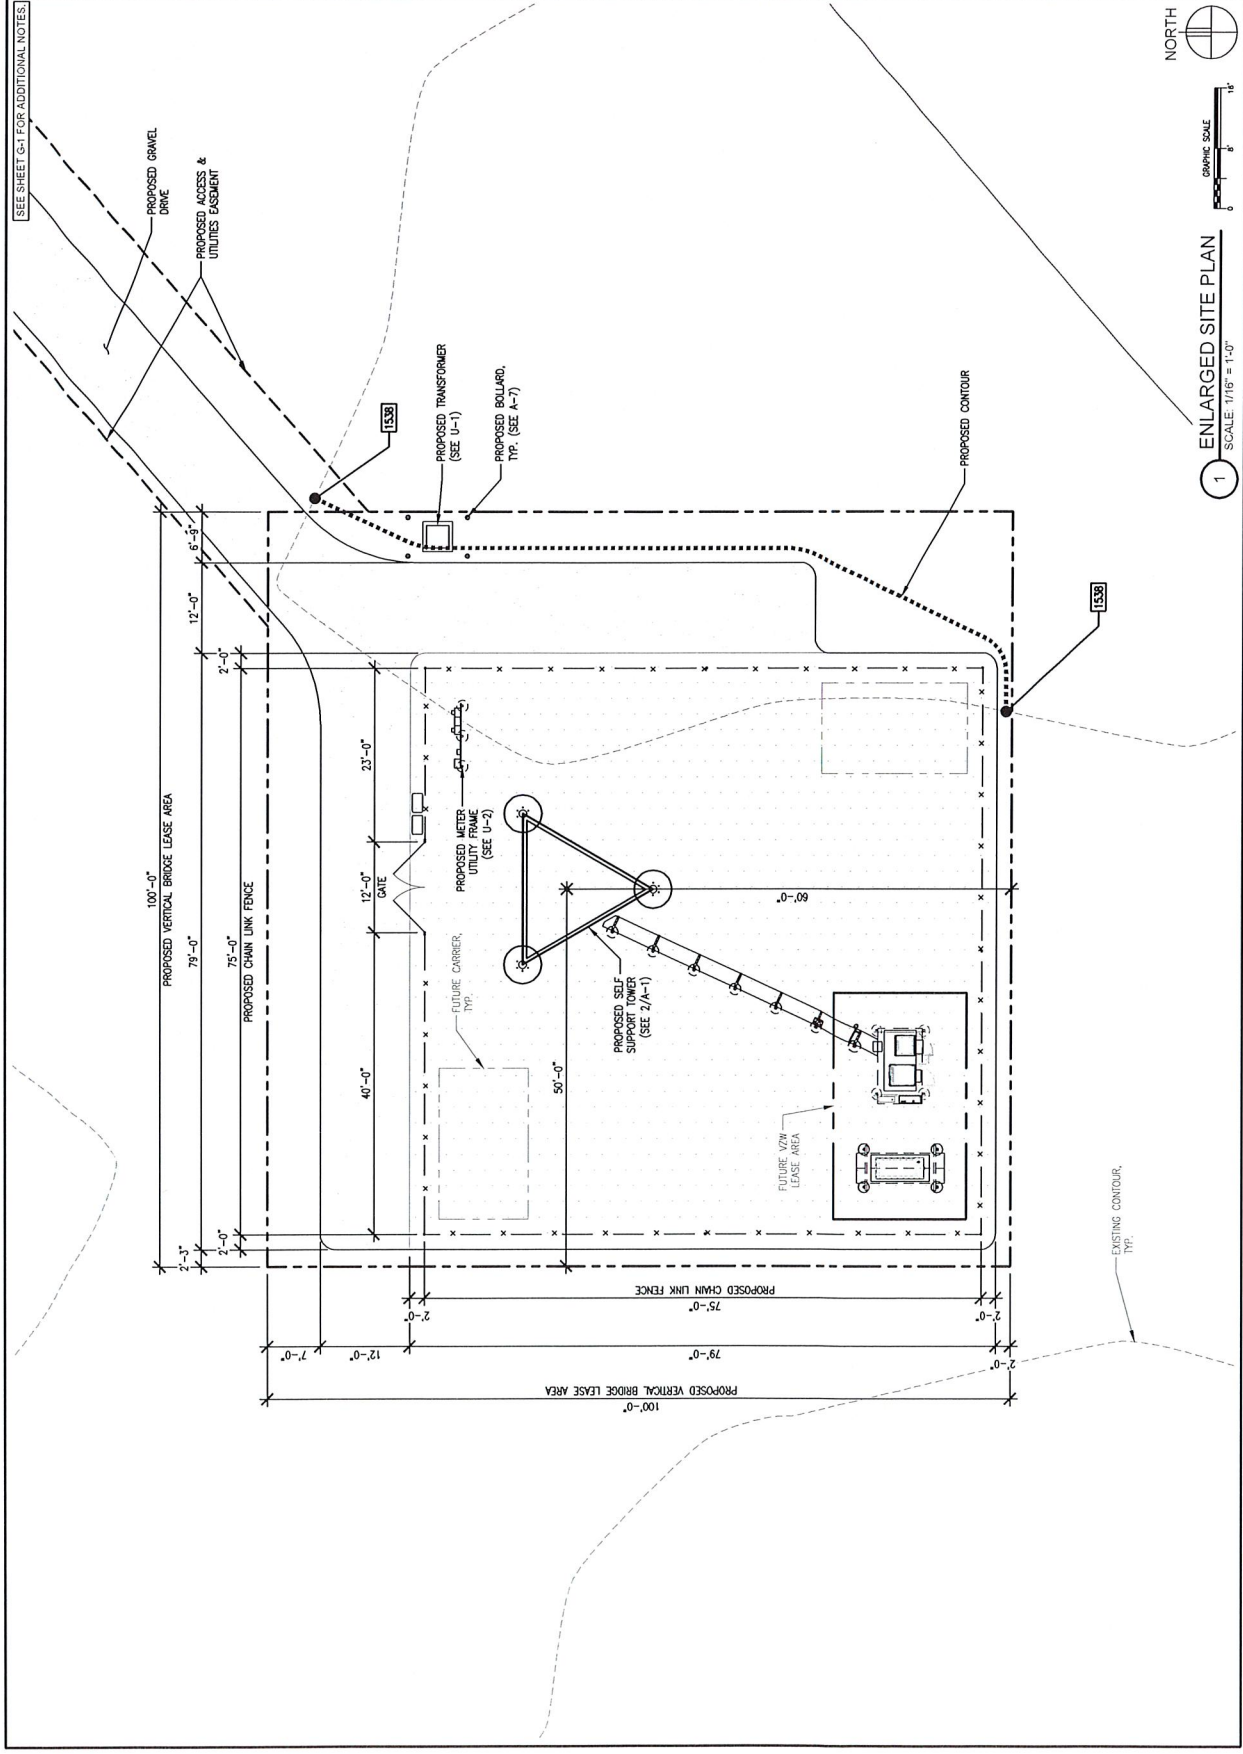 SEE SHEET G-1 FOR ADDITIONAL NOTES.
PROPOSED GRAVEL
DRIVE
PROPOSED ACCESS &
UTILITIES EASEMENT
NORTH
GRAPHIC SCALE
0
8'
16'
1538
PROPOSED TRANSFORMER
(SEE U-1)
PROPOSED BOLLARD,
TYP. (SEE A-7)
PROPOSED CONTOUR
1538
1
ENLARGED SITE PLAN
SCALE: 1/16" = 1'-0"
100'-0"
PROPOSED VERTICAL BRIDGE LEASE AREA
2'-3"
79'-0"
12'-0"
6'-9"
2'-0"
75'-0"
PROPOSED CHAIN LINK FENCE
2'-0"
40'-0"
12'-0"
GATE
23'-0"
FUTURE CARRIER,
TYP.
PROPOSED METER
UTILITY FRAME
(SEE U-2)
50'-0"
PROPOSED SELF
SUPPORT TOWER
(SEE 2/A-1)
60'-0"
FUTURE VZW
LEASE AREA
2'-0"
75'-0"
PROPOSED CHAIN LINK FENCE
2'-0"
7'-0"
12'-0"
79'-0"
2'-0"
100'-0"
PROPOSED VERTICAL BRIDGE LEASE AREA
EXISTING CONTOUR,
TYP.